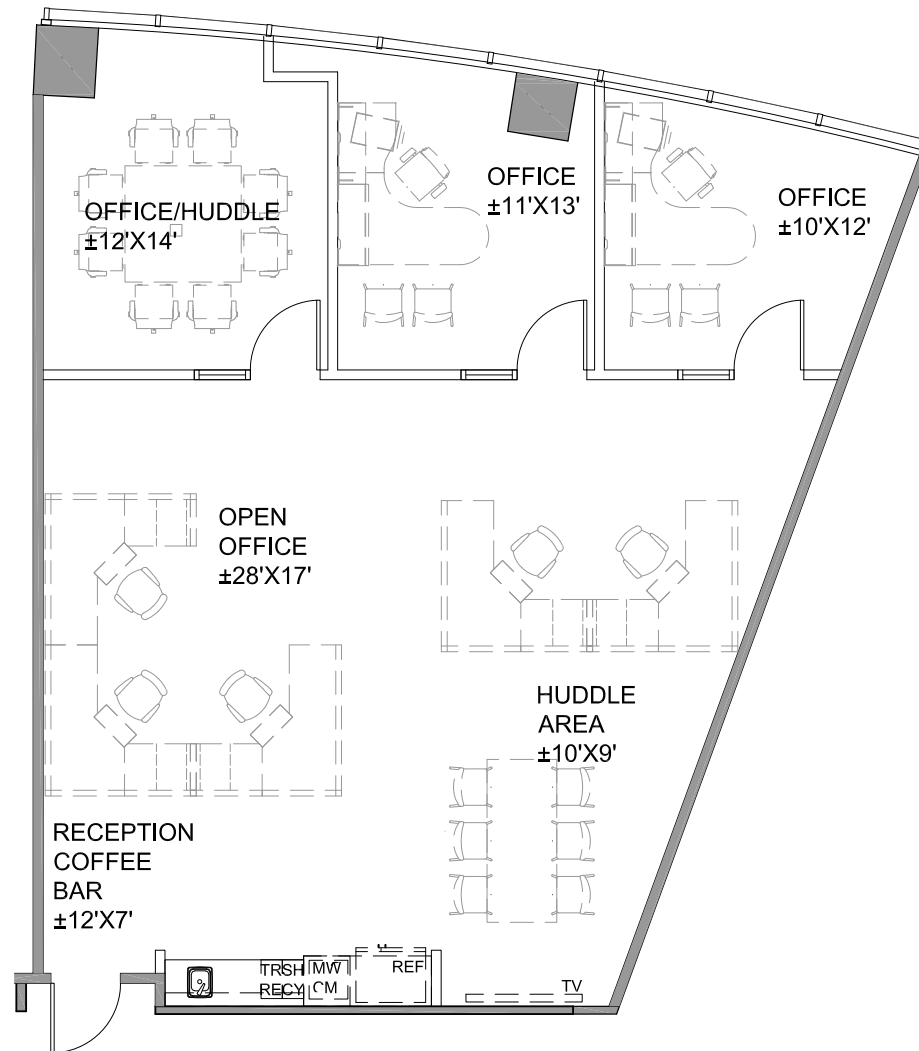 OFFICE
±11'X13'
OFFICE
±10'X12'
OFFICE/HUDDLE
±12'X14'
OPEN
OFFICE
±28'X17'
HUDDLE
AREA
±10'X9'
RECEPTION
COFFEE
BAR
±12'X7'
TRSH
RECY
MW
CM
REF
TV